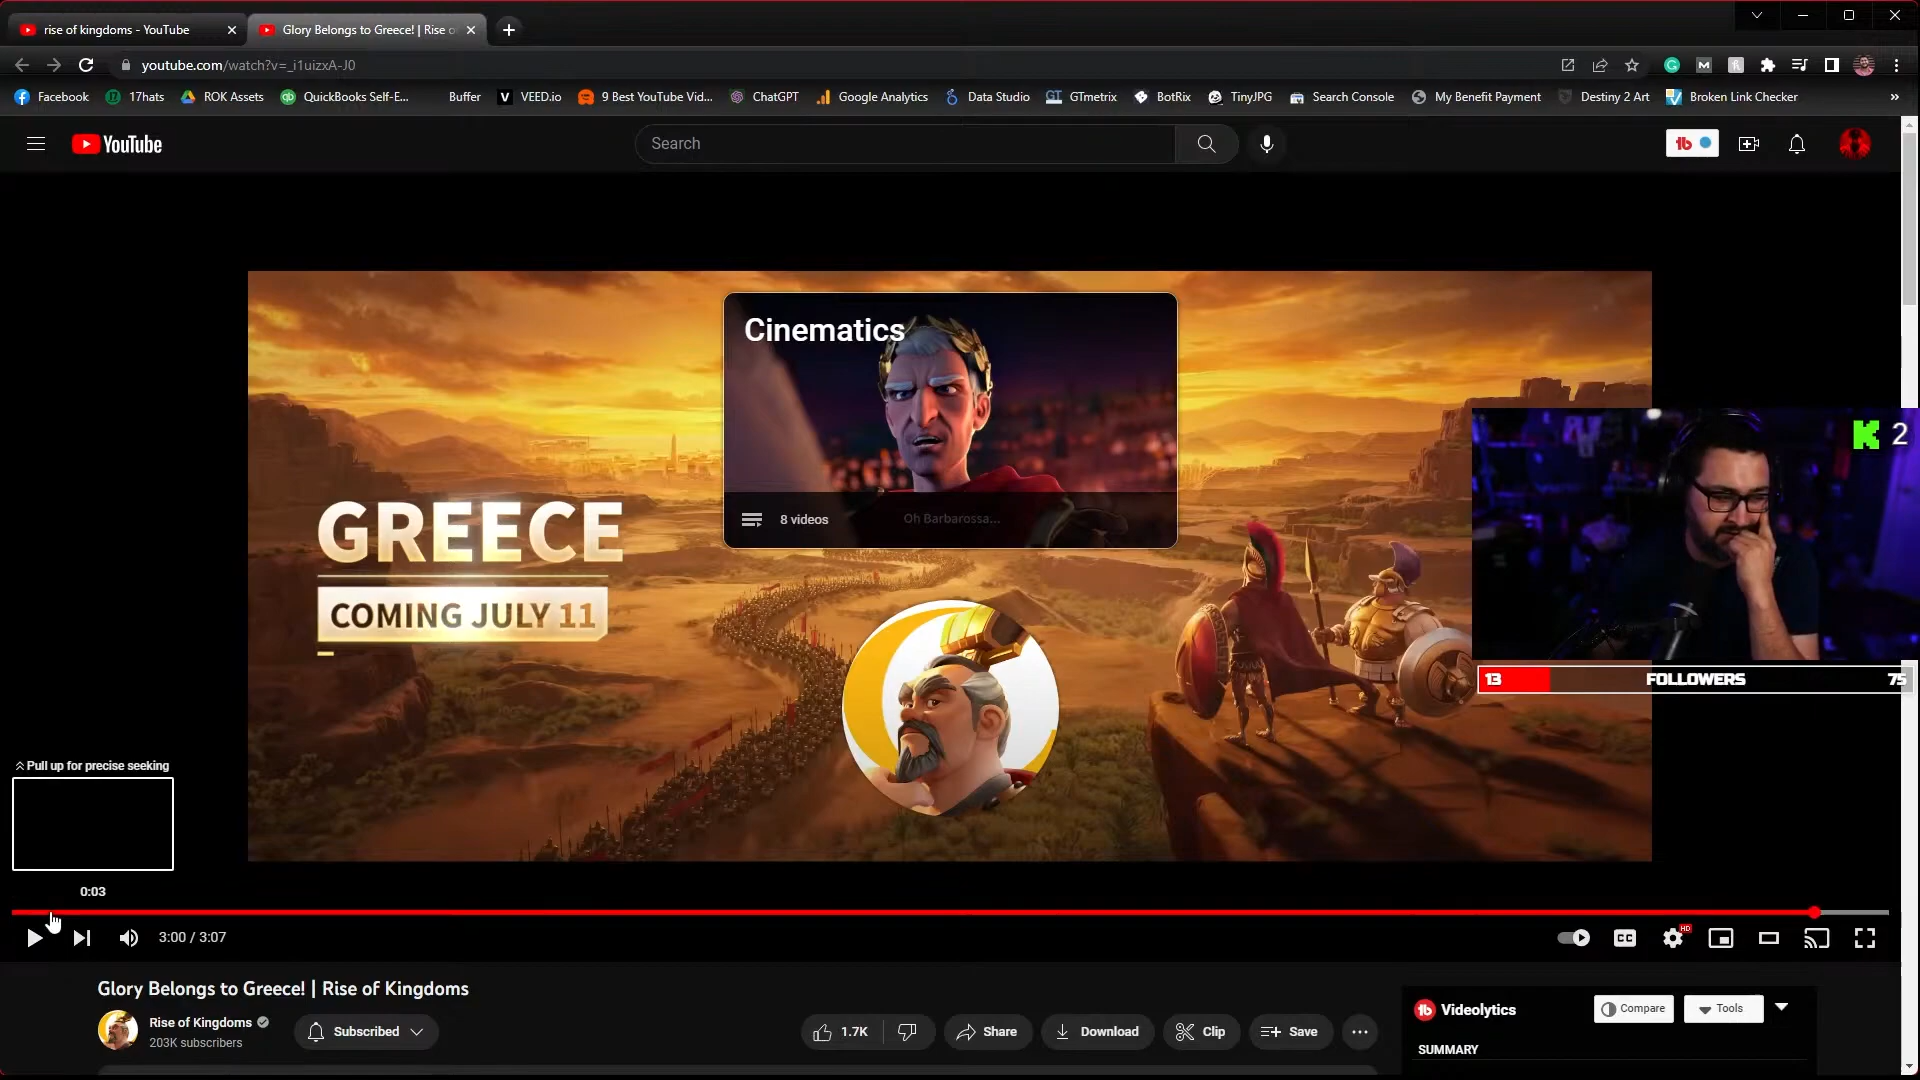 rise of kingdoms - YouTube
Glory Belongs to Greece! | Rise o
youtube.com/watch?v=_i1uizxA-J0
Facebook
17hats
ROK Assets
QuickBooks Self-E...
Buffer
VEED.io
9 Best YouTube Vid...
ChatGPT
Google Analytics
Data Studio
GTmetrix
BotRix
TinyJPG
Search Console
My Benefit Payment
Destiny 2 Art
Broken Link Checker
YouTube
Search
Cinematics
8 videos
Oh Barbarossa...
GREECE
COMING JULY 11
K 2
13 FOLLOWERS 75
Pull up for precise seeking
0:03
3:00 / 3:07
CC
HD
Glory Belongs to Greece! | Rise of Kingdoms
Rise of Kingdoms
203K subscribers
Subscribed
1.7K
Share
Download
Clip
Save
Videolytics
Compare
Tools
SUMMARY